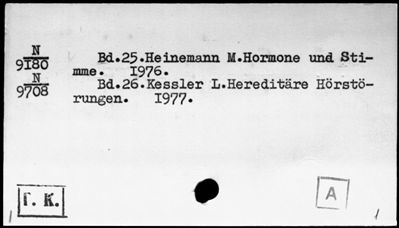 N
9180
Bd.25.Heinemann M.Hormone und Sti-
mme. 1976.
N
9708
Bd.26.Kessler L.Hereditäre Hörstö-
rungen. 1977.
Г. К.
A